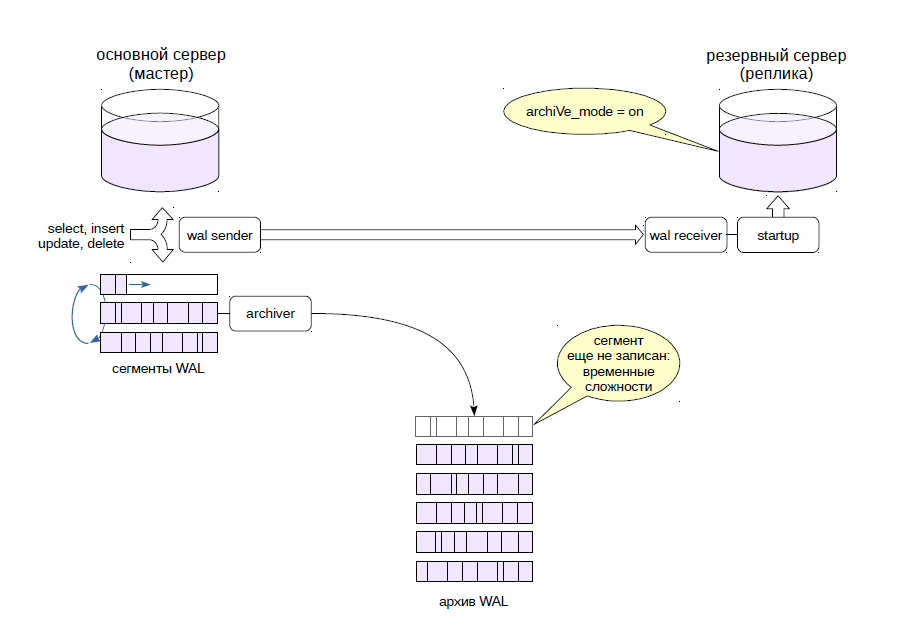 основной сервер
(мастер)
резервный сервер
(реплика)
archiVe_mode = on
select, insert
update, delete
wal sender
wal receiver
startup
archiver
сегменты WAL
сегмент
еще не записан:
временные
сложности
архив WAL